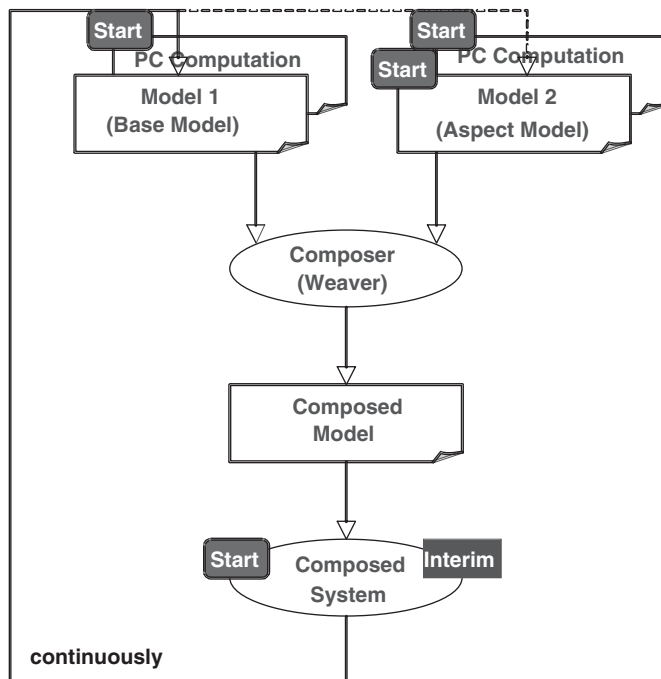 Start
Start
PC Computation
PC Computation
Start
Model 1
(Base Model)
Model 2
(Aspect Model)
Composer
(Weaver)
Composed
Model
Start
Composed
System
Interim
continuously